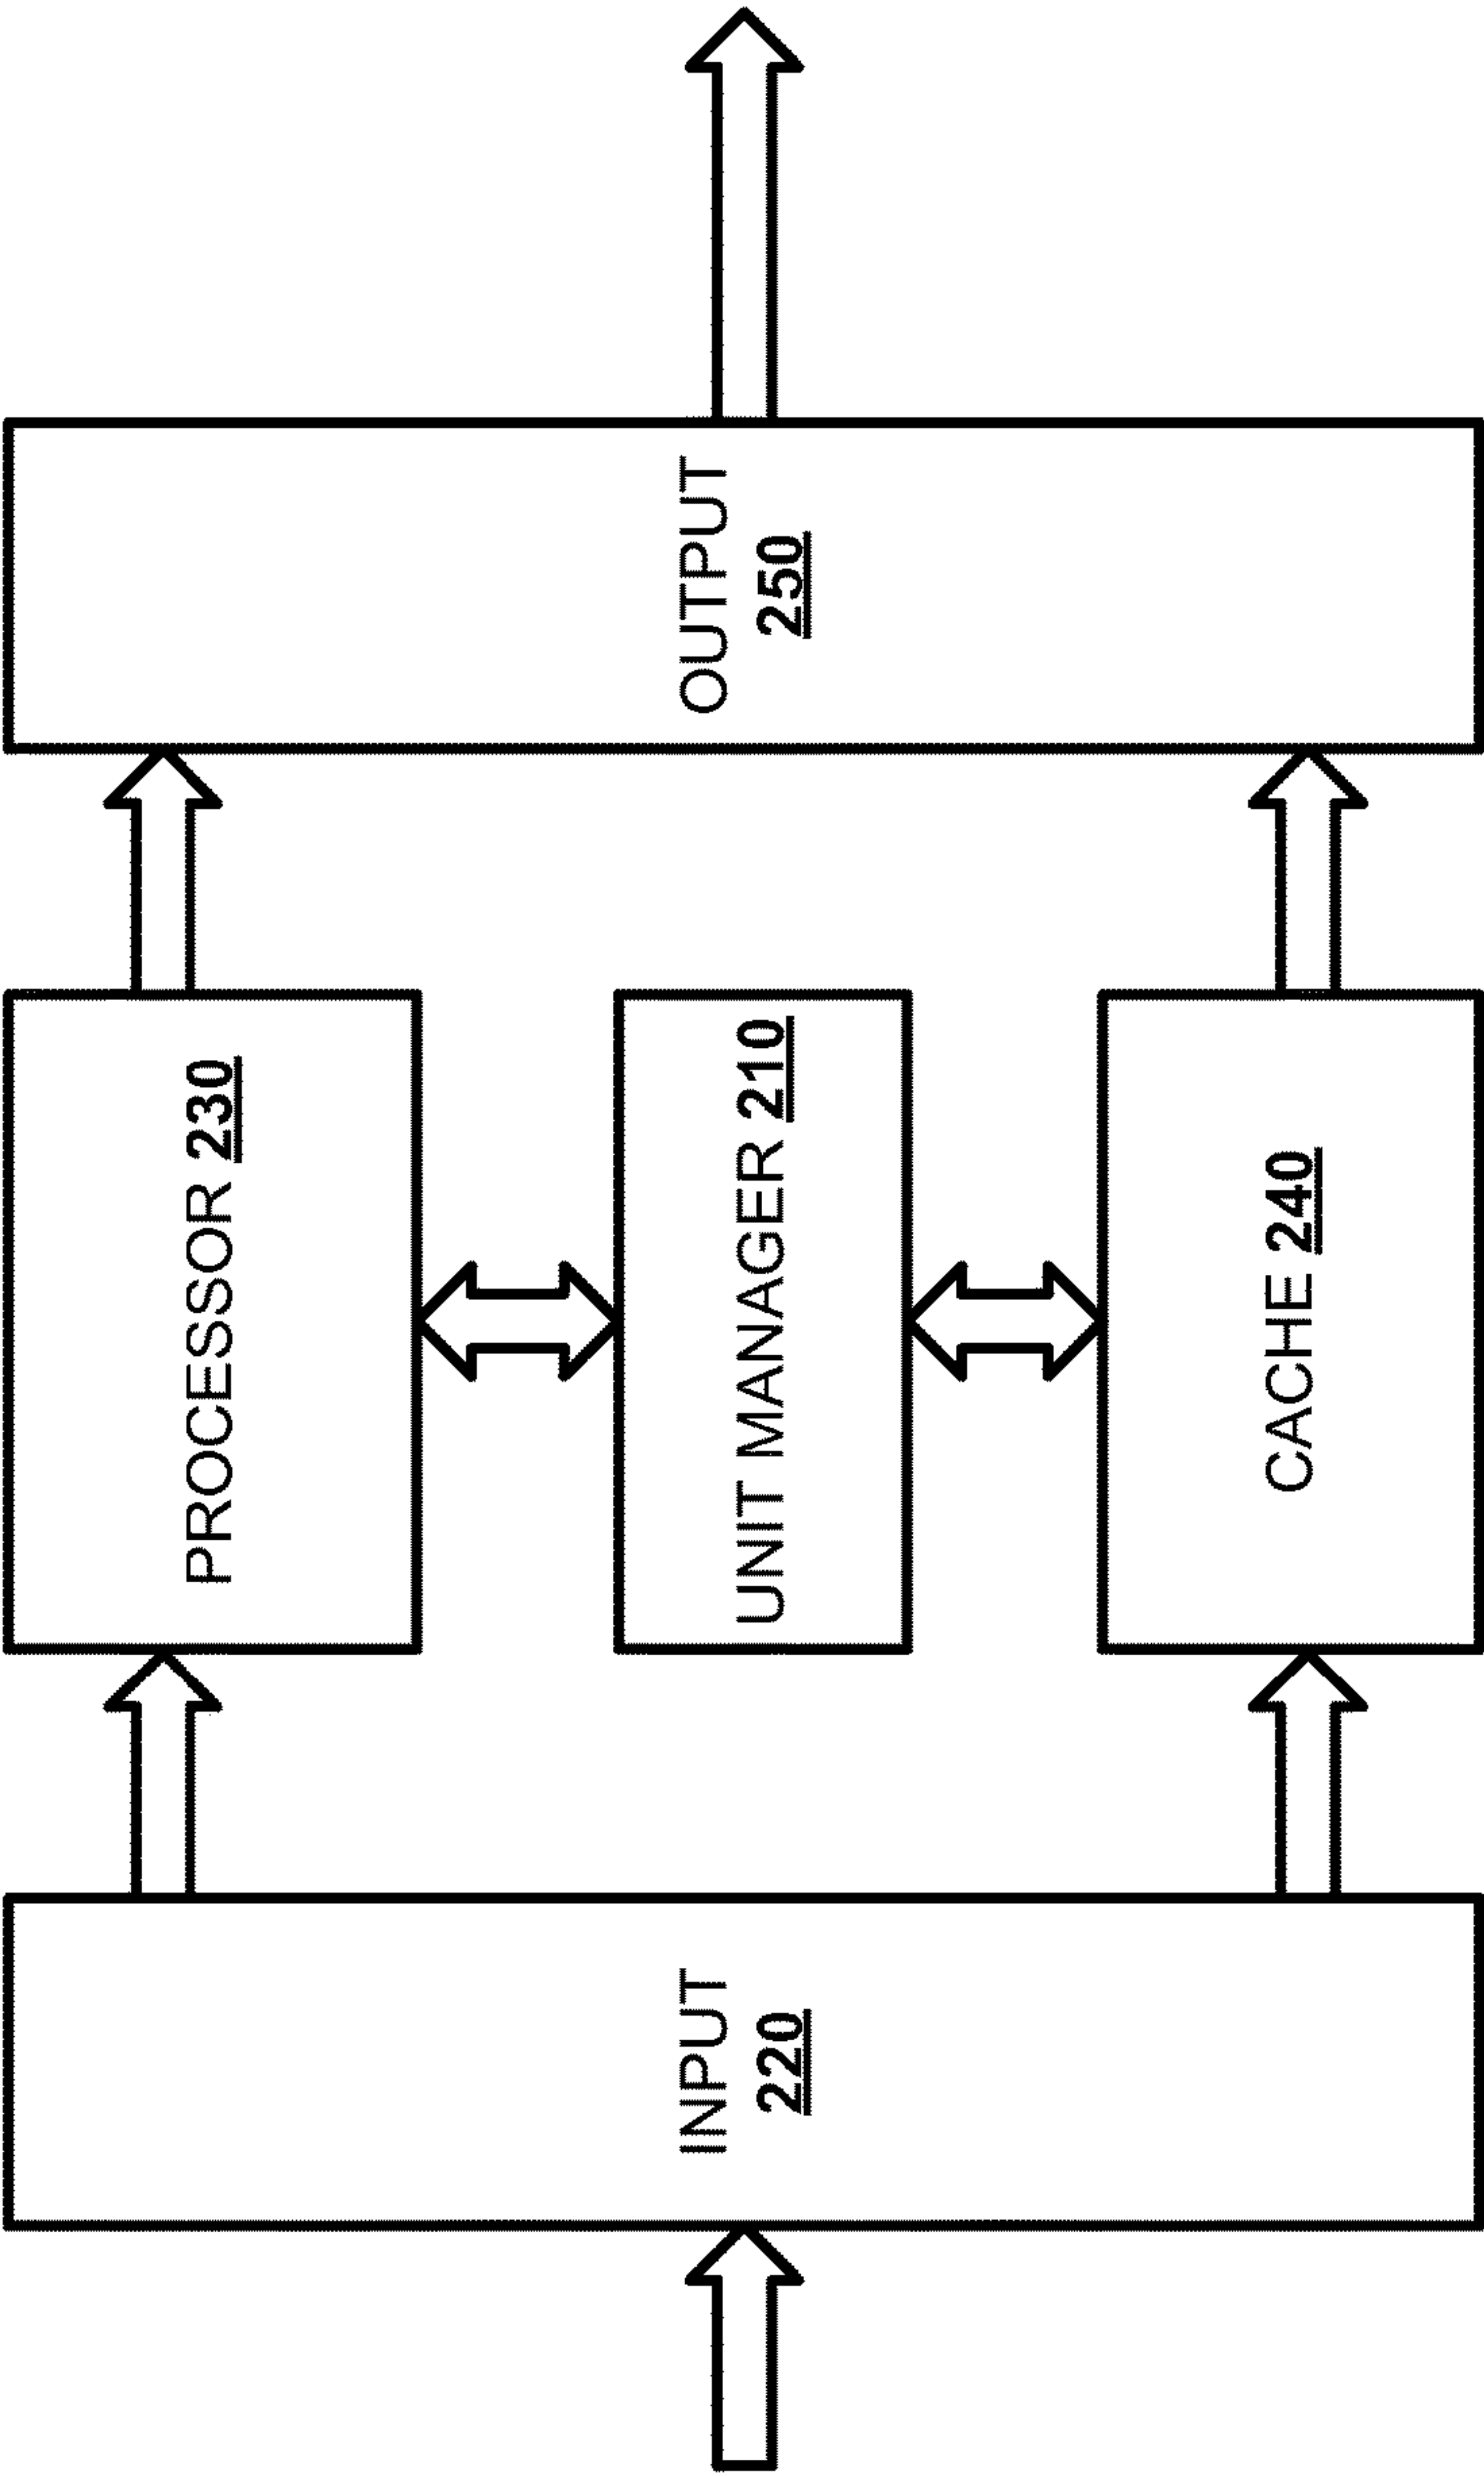 INPUT
220
PROCESSOR 230
UNIT MANAGER 210
CACHE 240
OUTPUT
250